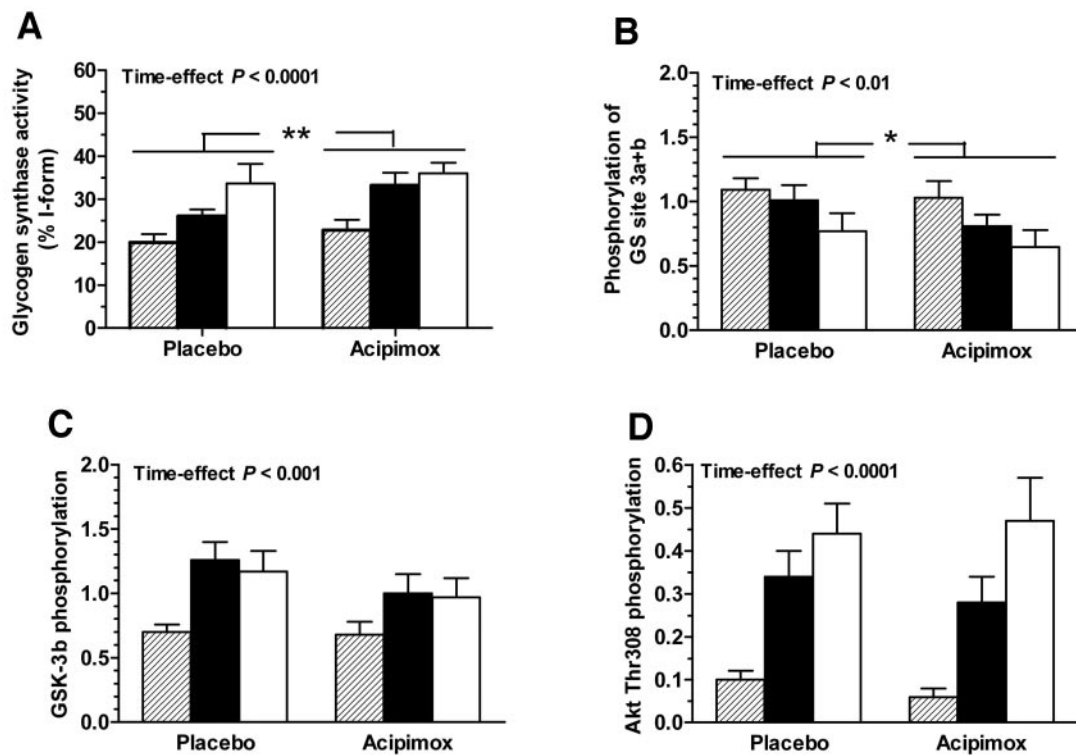 A
Time-effect P < 0.0001
Glycogen synthase activity
(% I-form)
60
50
40
30
20
10
0
**
Placebo
Acipimox
B
Time-effect P < 0.01
Phosphorylation of
GS site 3a+b
2.0
1.5
1.0
0.5
0.0
*
Placebo
Acipimox
C
Time-effect P < 0.001
GSK-3b phosphorylation
2.0
1.5
1.0
0.5
0.0
Placebo
Acipimox
D
Time-effect P < 0.0001
Akt Thr308 phosphorylation
0.6
0.5
0.4
0.3
0.2
0.1
0.0
Placebo
Acipimox